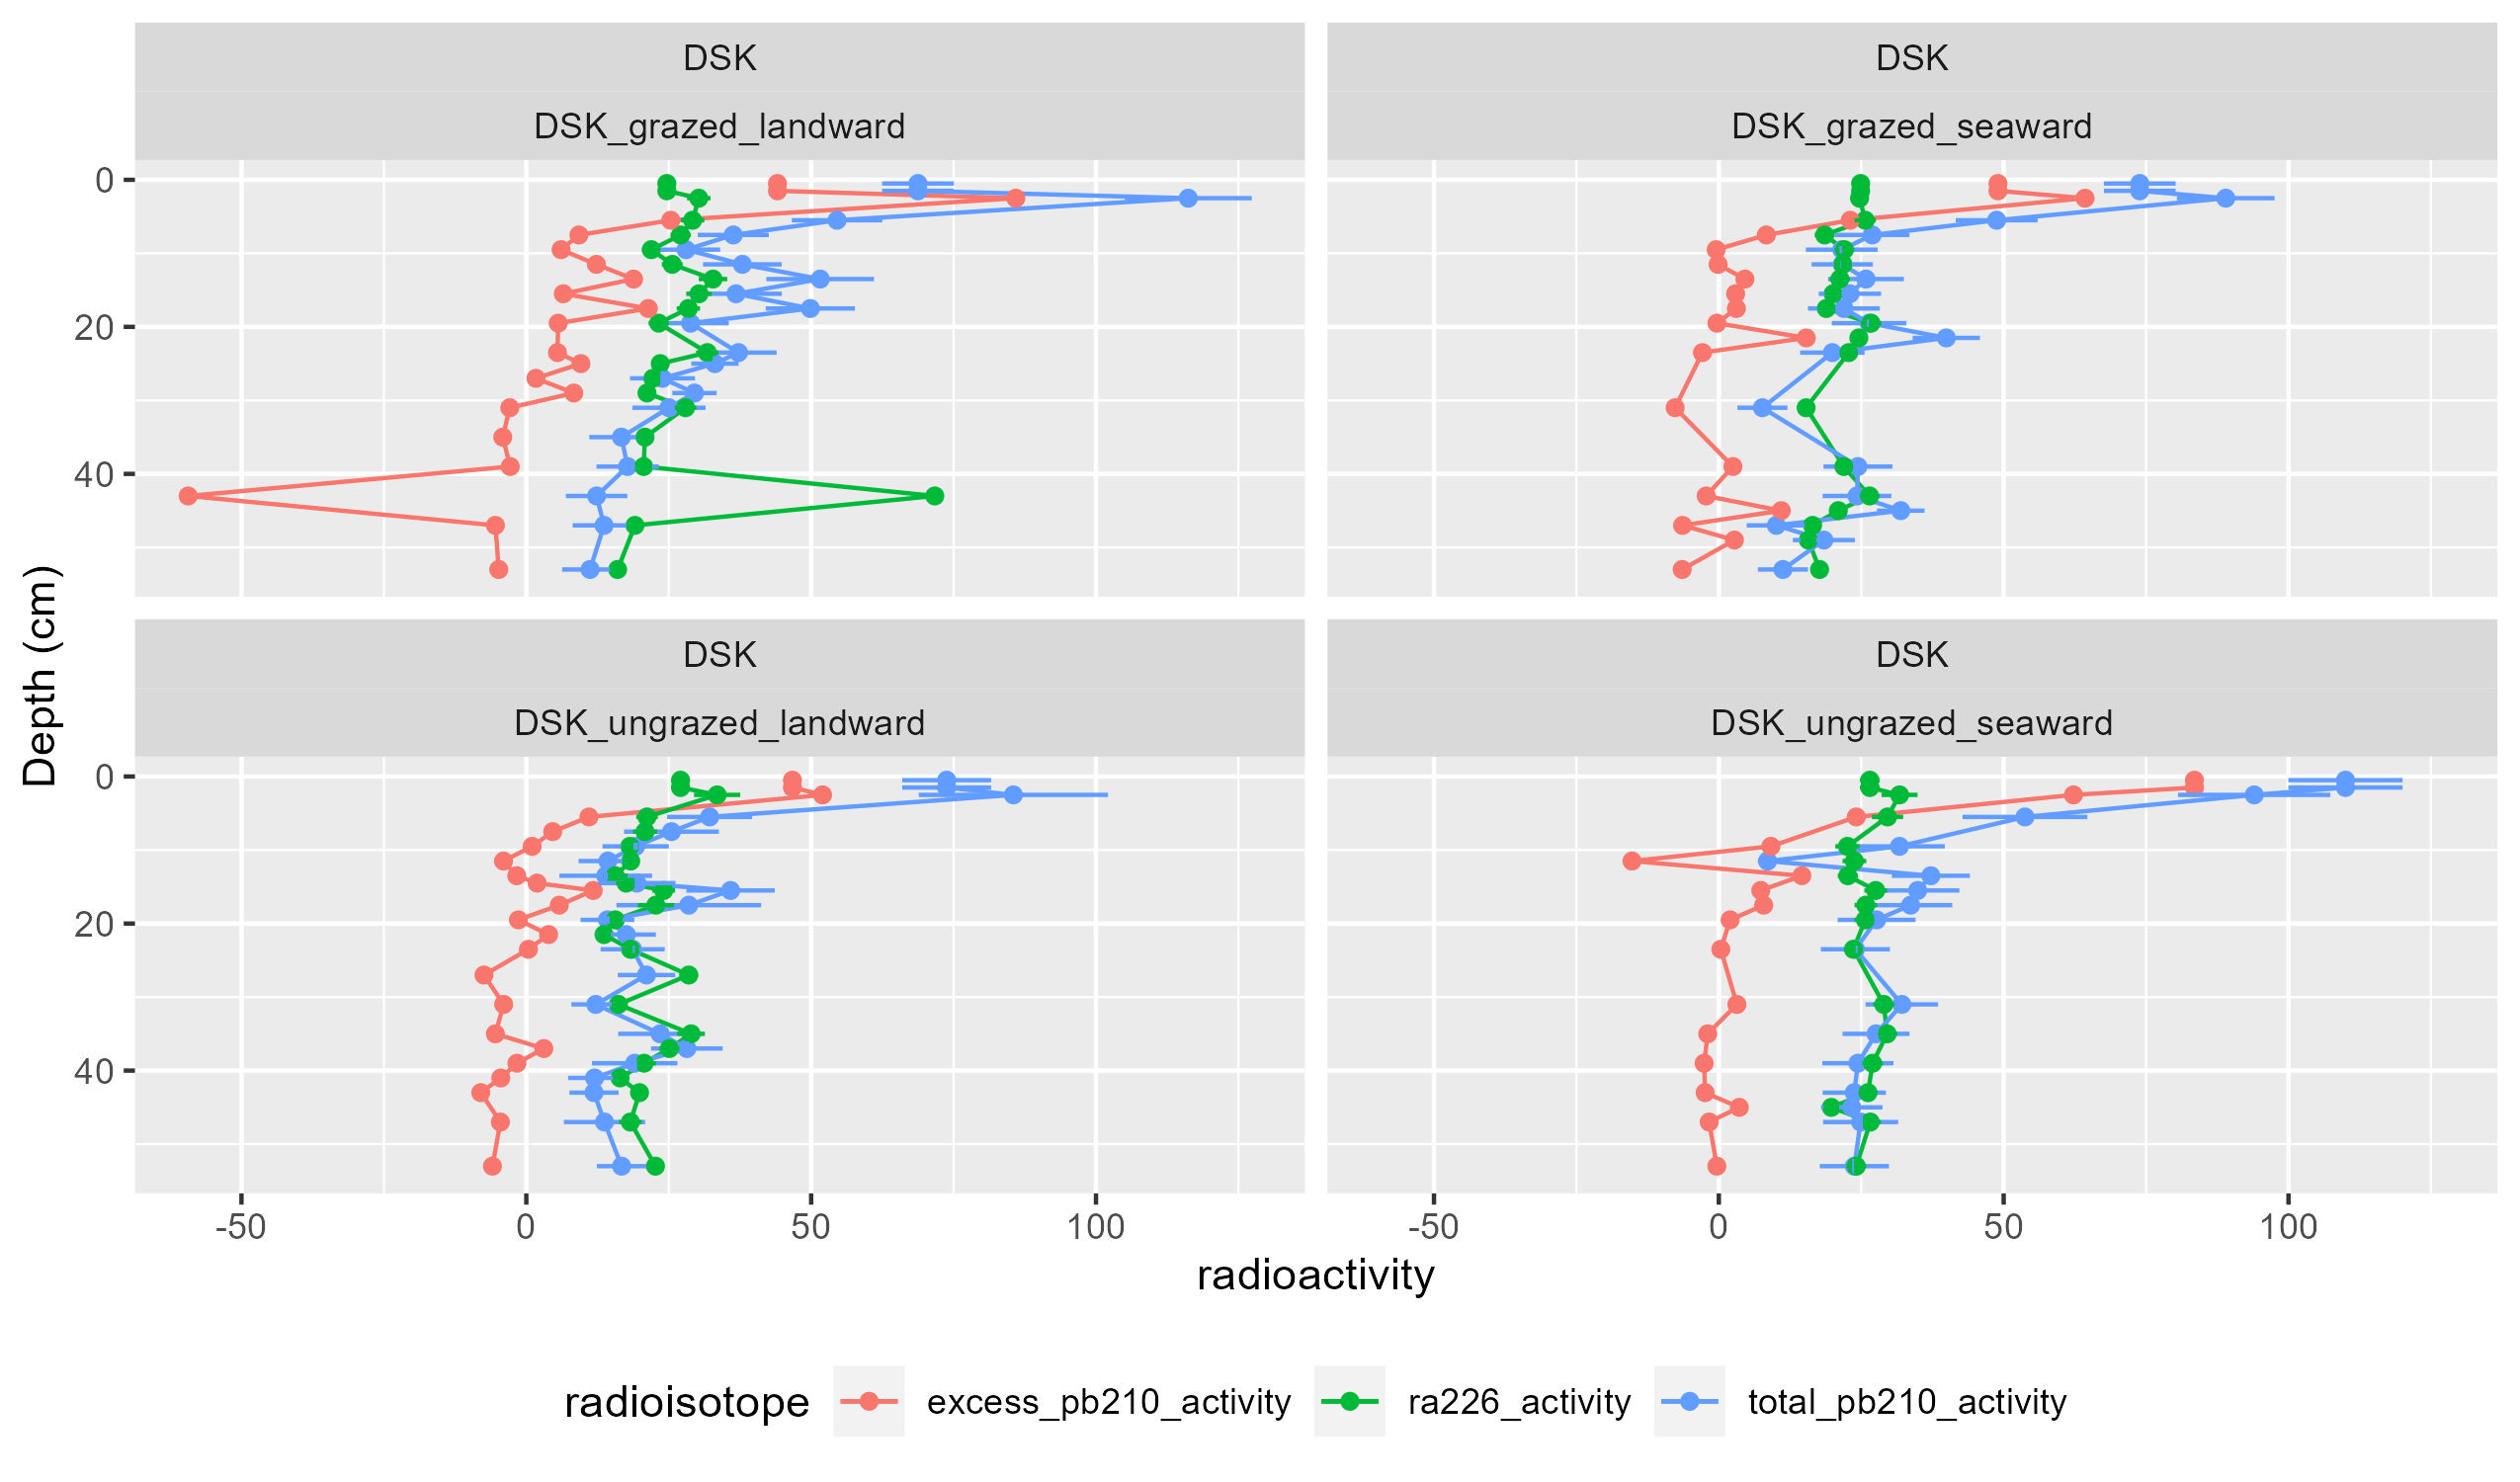 DSK
DSK
DSK_grazed_landward
DSK_grazed_seaward
0
20
40
Depth (cm)
DSK
DSK
DSK_ungrazed_landward
DSK_ungrazed_seaward
0
20
40
-50
0
50
100
-50
0
50
100
radioactivity
radioisotope
excess_pb210_activity
ra226_activity
total_pb210_activity